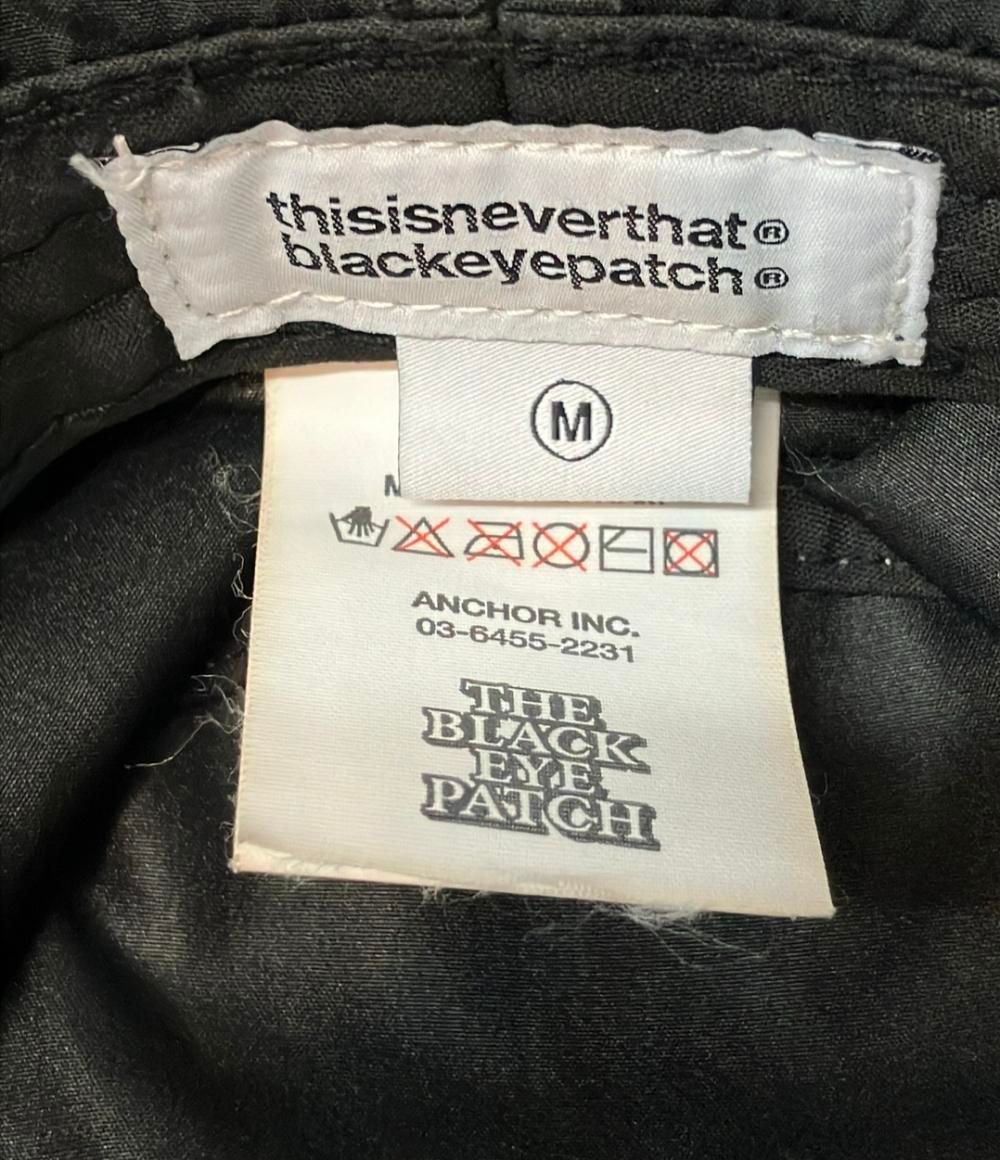 thisisneverthat®
blackeyepatch®
M
ANCHOR INC.
03-6455-2231
THE
BLACK
EYE
PATCH